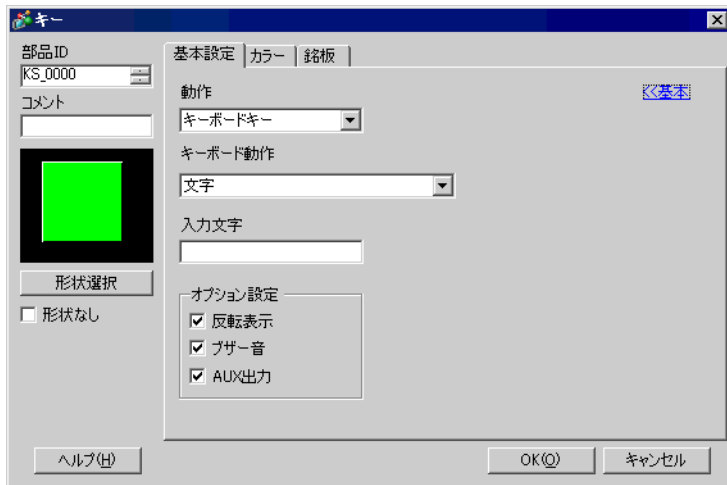 キー
部品ID
KS_0000
コメント
形状選択
形状なし
基本設定
カラー
銘板
動作
<<基本
キーボードキー
キーボード動作
文字
入力文字
オプション設定
反転表示
ブザー音
AUX出力
ヘルプ(H)
OK(O)
キャンセル